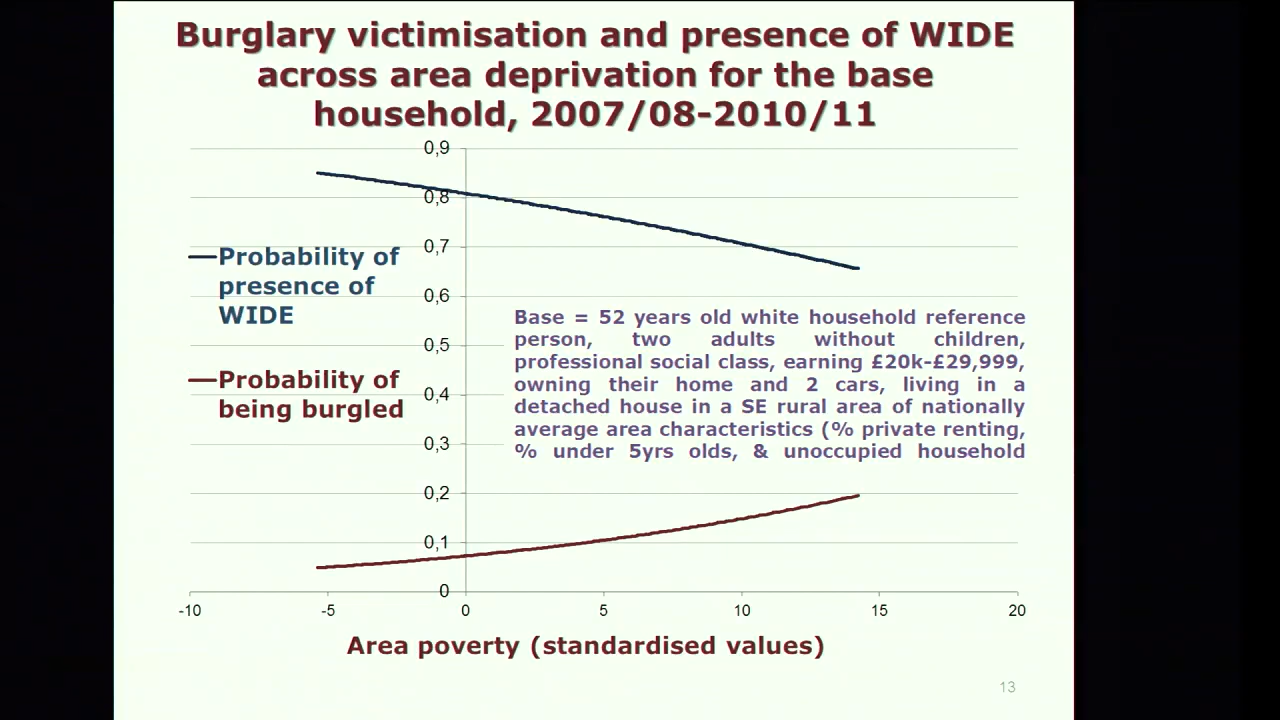 Burglary victimisation and presence of WIDE
across area deprivation for the base
household, 2007/08-2010/11
0,9
0,8
0,7
0,6
0,5
0,4
0,3
0,2
0,1
0
Probability of
presence of
WIDE
Probability of
being burgled
Base = 52 years old white household reference
person, two adults without children,
professional social class, earning £20k-£29,999,
owning their home and 2 cars, living in a
detached house in a SE rural area of nationally
average area characteristics (% private renting,
% under 5yrs olds, & unoccupied household
-10 -5 0 5 10 15 20
Area poverty (standardised values)
13